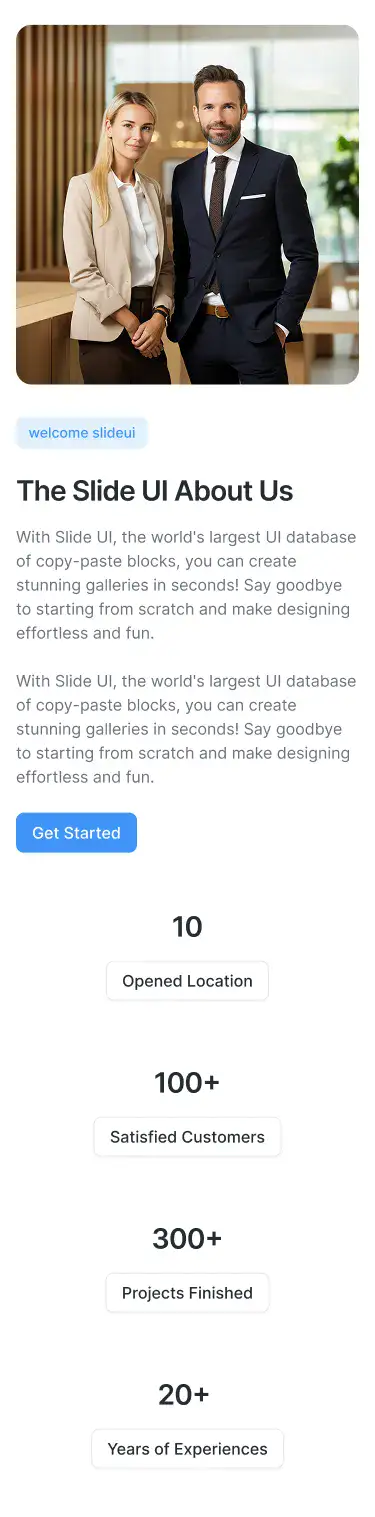 welcome slideui
The Slide UI About Us
With Slide UI, the world's largest UI database
of copy-paste blocks, you can create
stunning galleries in seconds! Say goodbye
to starting from scratch and make designing
effortless and fun.
With Slide UI, the world's largest UI database
of copy-paste blocks, you can create
stunning galleries in seconds! Say goodbye
to starting from scratch and make designing
effortless and fun.
Get Started
10
Opened Location
100+
Satisfied Customers
300+
Projects Finished
20+
Years of Experiences